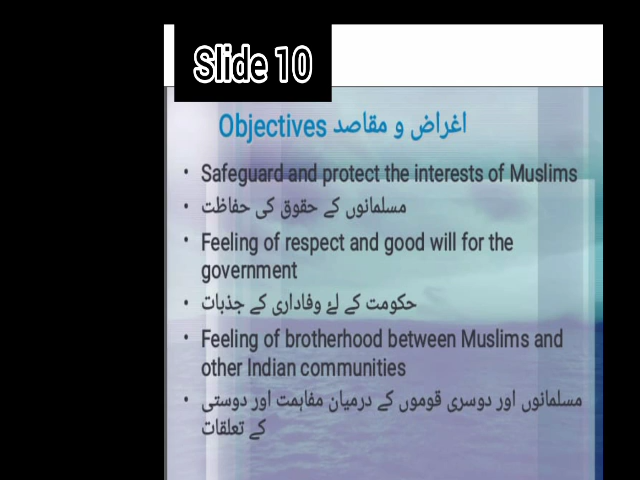 Slide 10
Objectives اغراض و مقاصد
• Safeguard and protect the interests of Muslims
• مسلمانوں کے حقوق کی حفاظت
• Feeling of respect and good will for the
government
• حکومت کے لۓ وفاداری کے جذبات
• Feeling of brotherhood between Muslims and
other Indian communities
• مسلمانوں اور دوسری قوموں کے درمیان مفاہمت اور دوستی
کے تعلقات